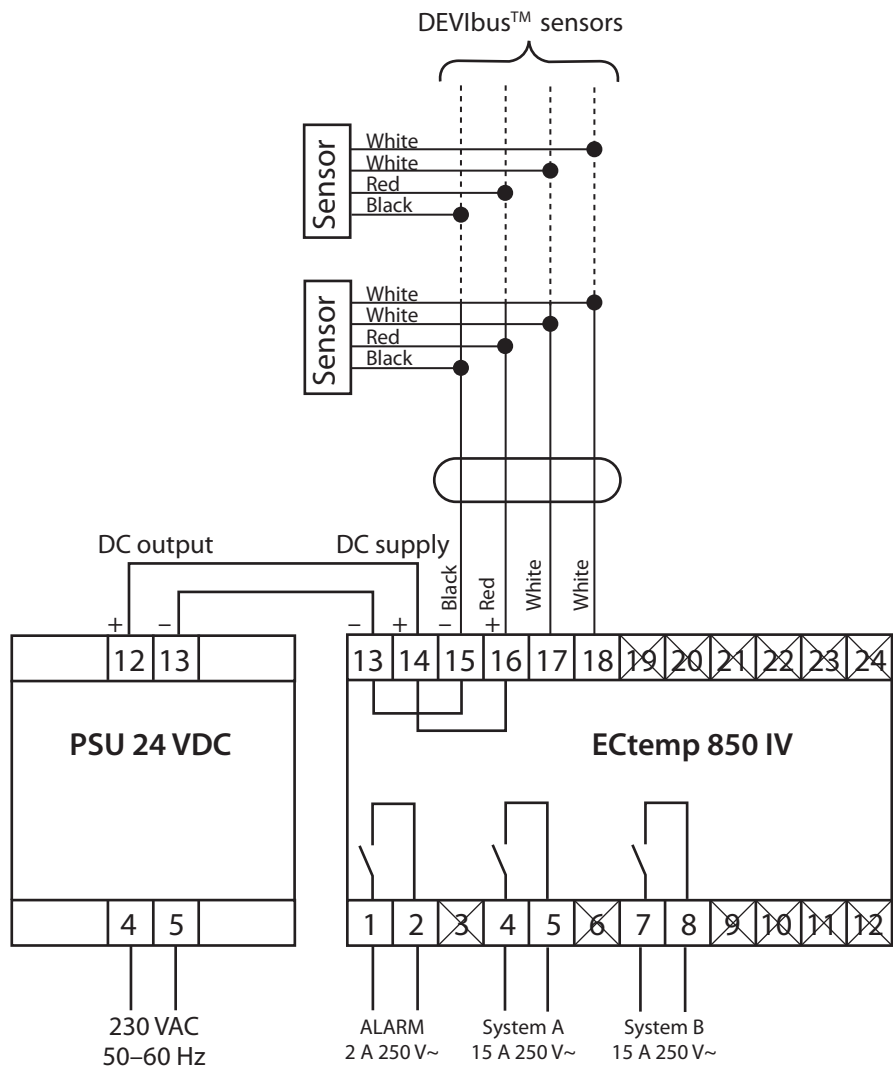 DEVIbus™ sensors
Sensor
White
White
Red
Black
Sensor
White
White
Red
Black
DC output
DC supply
Black
Red
White
White
+ –
– + – +
12 13
13 14 15 16 17 18 19 20 21 22 23 24
PSU 24 VDC
ECtemp 850 IV
4 5
1 2 3 4 5 6 7 8 9 10 11 12
230 VAC
50–60 Hz
ALARM
2 A 250 V~
System A
15 A 250 V~
System B
15 A 250 V~